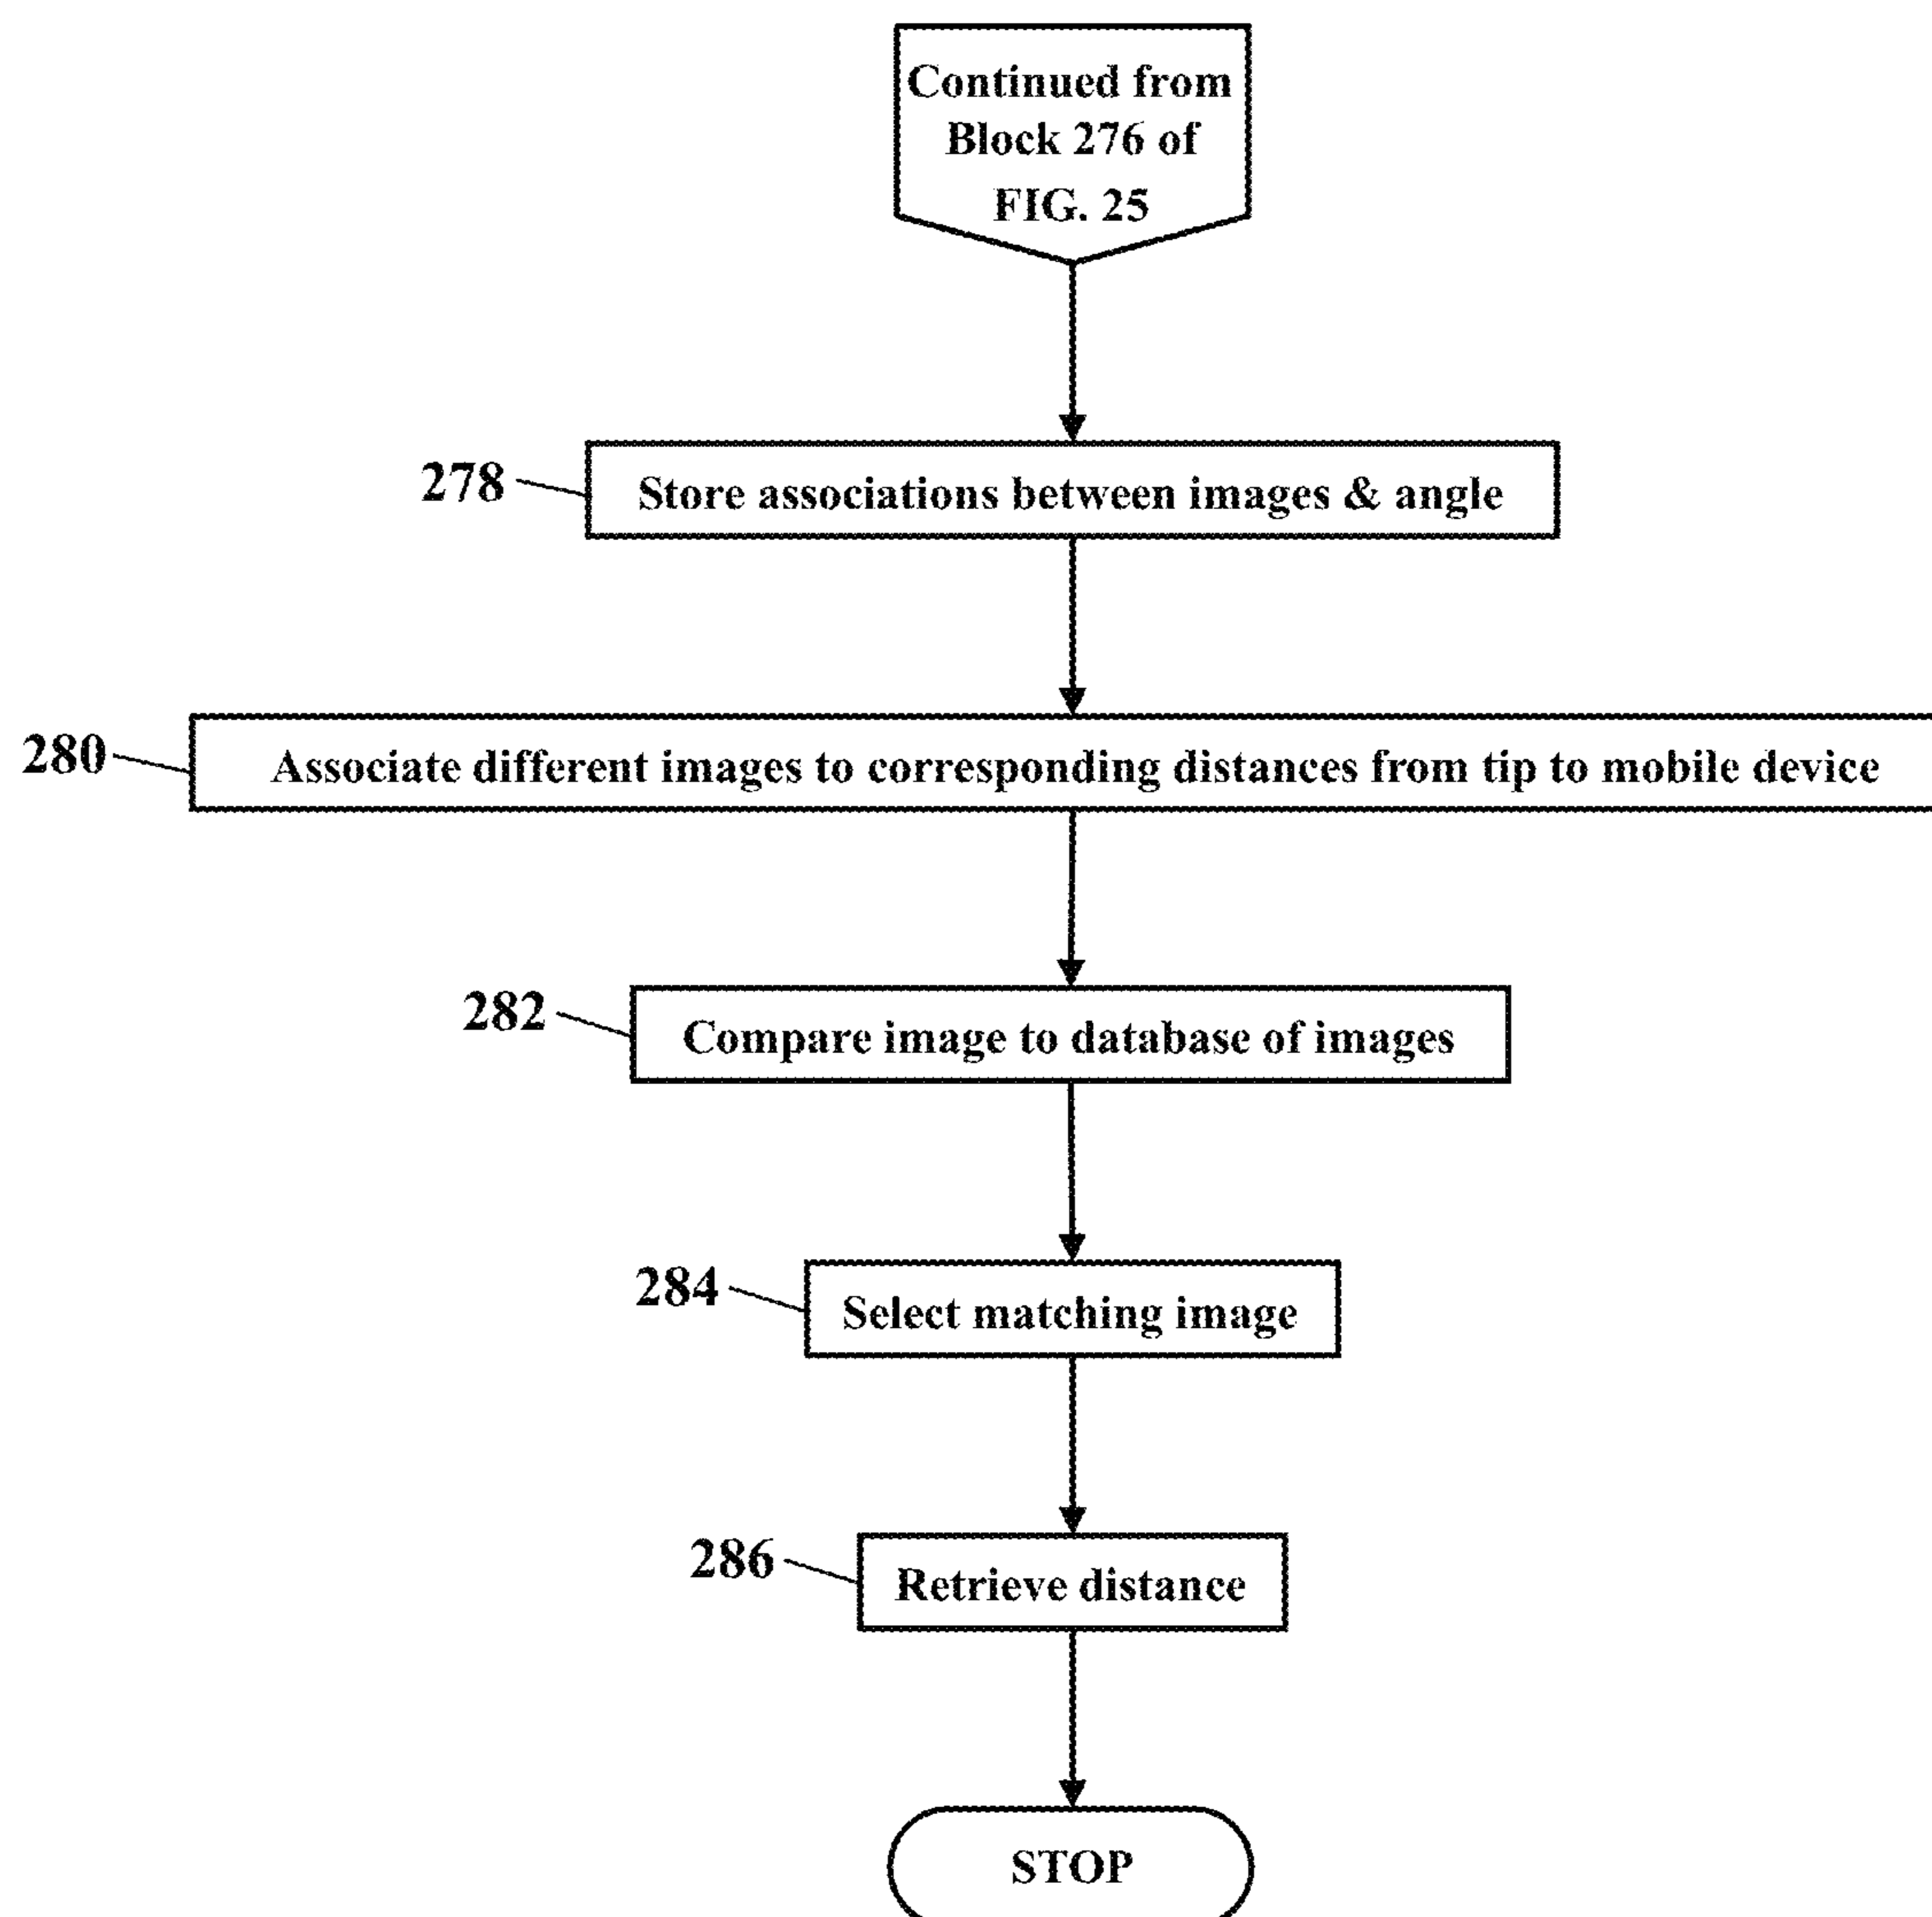 Continued from
Block 276 of
FIG. 25
278
Store associations between images & angle
280
Associate different images to corresponding distances from tip to mobile device
282
Compare image to database of images
284
Select matching image
286
Retrieve distance
STOP